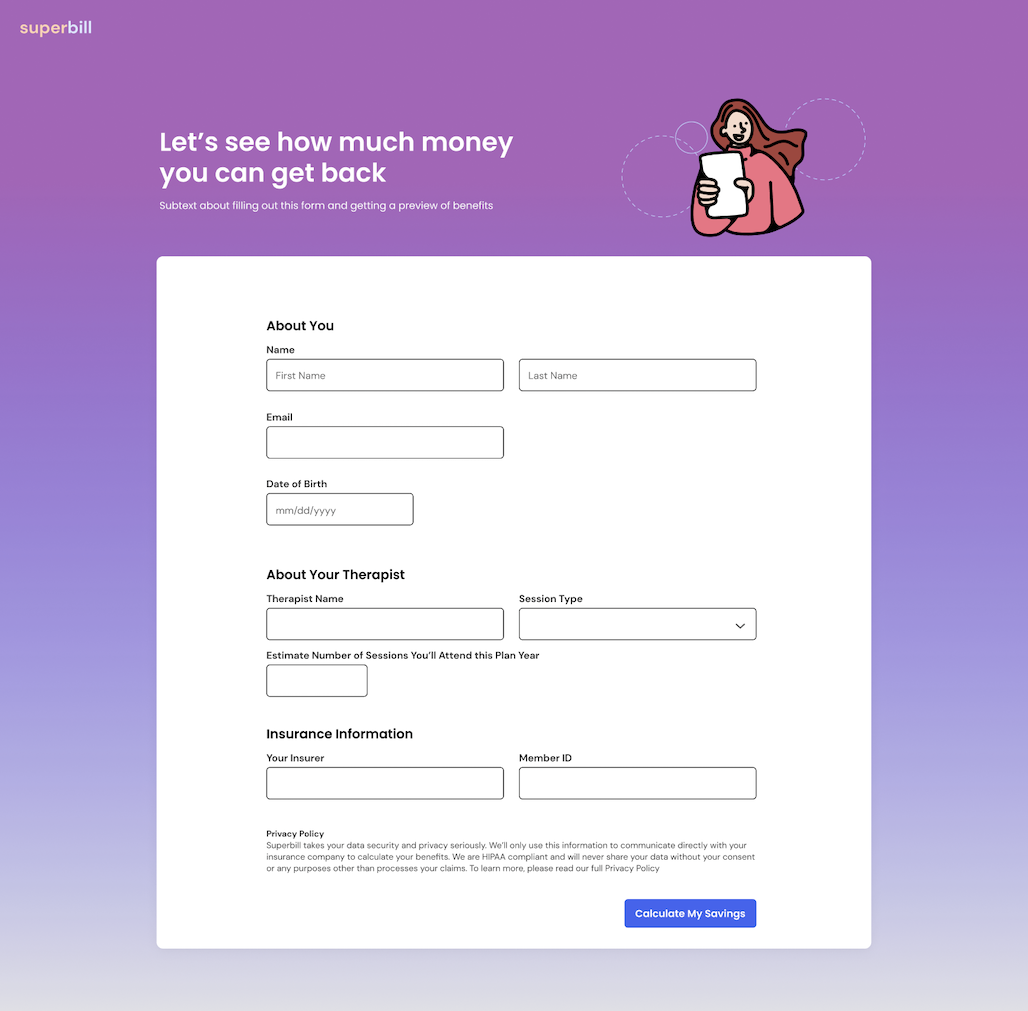 superbill
Let’s see how much money
you can get back
Subtext about filling out this form and getting a preview of benefits
About You
Name
First Name
Last Name
Email
Date of Birth
mm/dd/yyyy
About Your Therapist
Therapist Name
Session Type
Estimate Number of Sessions You’ll Attend this Plan Year
Insurance Information
Your Insurer
Member ID
Privacy Policy
Superbill takes your data security and privacy seriously. We’ll only use this information to communicate directly with your
insurance company to calculate your benefits. We are HIPAA compliant and will never share your data without your consent
or any purposes other than processes your claims. To learn more, please read our full Privacy Policy
Calculate My Savings